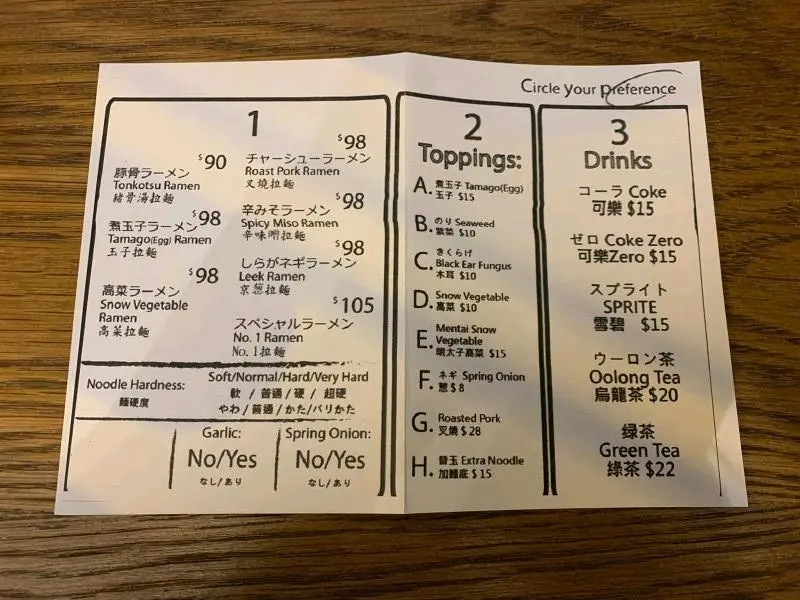 Circle your preference
1
$90
豚骨ラーメン
Tonkotsu Ramen
豬骨湯拉麵
$98
煮玉子ラーメン
Tamago(Egg) Ramen
玉子拉麵
$98
高菜ラーメン
Snow Vegetable
Ramen
高菜拉麵
$98
チャーシューラーメン
Roast Pork Ramen
叉燒拉麵
$98
辛みそラーメン
Spicy Miso Ramen
辛味噌拉麵
$98
しらがネギラーメン
Leek Ramen
京葱拉麵
$105
スペシャルラーメン
No. 1 Ramen
No. 1拉麵
Noodle Hardness:
麵硬度
Soft/Normal/Hard/Very Hard
軟 / 普通 / 硬 / 超硬
やわ / 普通 / かた/バリかた
Garlic:
No/Yes
なし/あり
Spring Onion:
No/Yes
なし/あり
2
Toppings:
A. 煮玉子 Tamago(Egg)
玉子 $15
B. のり Seaweed
紫菜 $10
C. きくらげ
Black Ear Fungus
木耳 $10
D. Snow Vegetable
高菜 $10
E. Mentai Snow
Vegetable
明太子高菜 $15
F. ネギ Spring Onion
葱 $8
G. Roasted Pork
叉燒 $28
H. 替玉 Extra Noodle
加麵底 $15
3
Drinks
コーラ Coke
可樂 $15
ゼロ Coke Zero
可樂Zero $15
スプライト
SPRITE
雪碧 $15
ウーロン茶
Oolong Tea
烏龍茶 $20
绿茶
Green Tea
綠茶 $22